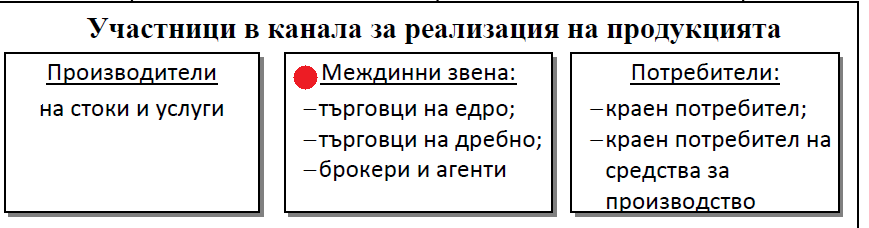 Участници в канала за реализация на продукцията
Производители
на стоки и услуги
Междинни звена:
–търговци на едро;
–търговци на дребно;
–брокери и агенти
Потребители:
–краен потребител;
–краен потребител на
средства за
производство